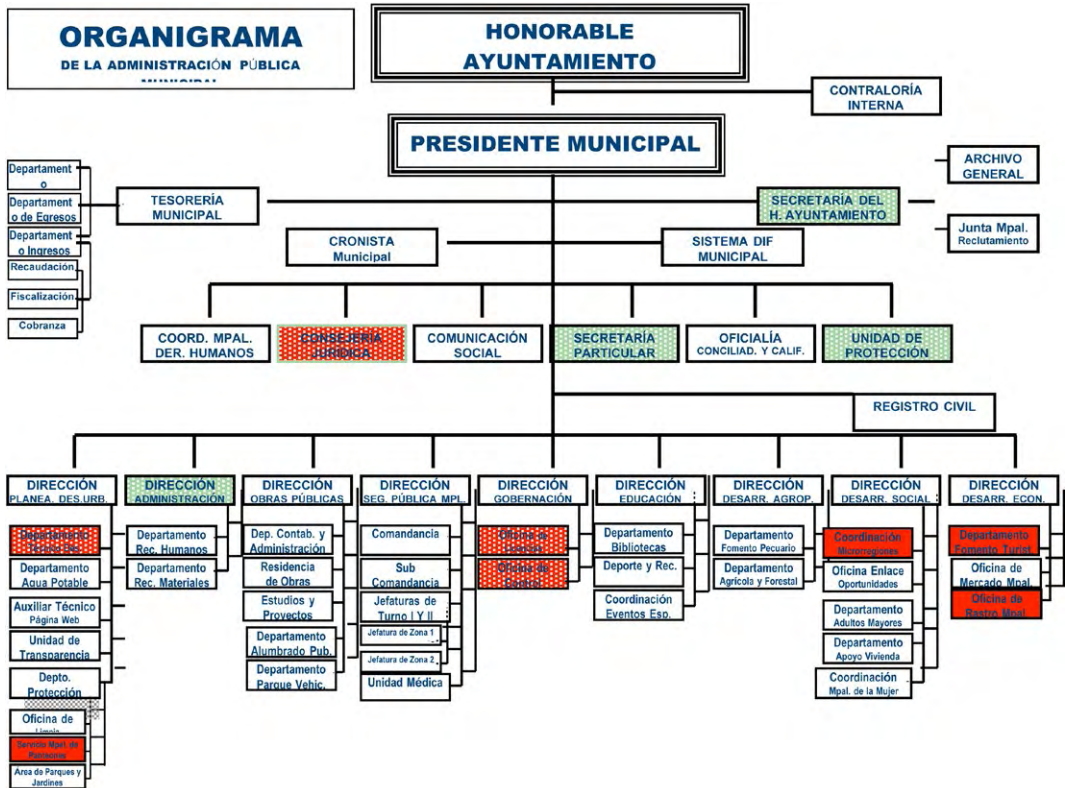 ORGANIGRAMA
DE LA ADMINISTRACIÓN PÚBLICA
HONORABLE
AYUNTAMIENTO
CONTRALORÍA
INTERNA
PRESIDENTE MUNICIPAL
Departament
o
Departament
o de Egresos
Departament
o Ingresos
Recaudación
Fiscalización
Cobranza
TESORERÍA
MUNICIPAL
SECRETARÍA DEL
H. AYUNTAMIENTO
ARCHIVO
GENERAL
Junta Mpal.
Reclutamiento
CRONISTA
Municipal
SISTEMA DIF
MUNICIPAL
COORD. MPAL.
DER. HUMANOS
CONSEJERÍA
JURÍDICA
COMUNICACIÓN
SOCIAL
SECRETARÍA
PARTICULAR
OFICIALÍA
CONCILIAD. Y CALIF.
UNIDAD DE
PROTECCIÓN
REGISTRO CIVIL
DIRECCIÓN
PLANEA. DES.URB.
Departamento
Departamento
Agua Potable
Auxiliar Técnico
Página Web
Unidad de
Transparencia
Depto.
Protección
Oficina de
Servicio Mpal. de
Area de Parques y
Jardines
DIRECCIÓN
ADMINISTRACIÓN
Departamento
Rec. Humanos
Departamento
Rec. Materiales
DIRECCIÓN
OBRAS PÚBLICAS
Dep. Contab. y
Administración
Residencia
de Obras
Estudios y
Proyectos
Departamento
Alumbrado Pub.
Departamento
Parque Vehic.
DIRECCIÓN
SEG. PÚBLICA MPL.
Comandancia
Sub
Comandancia
Jefaturas de
Turno I Y II
Jefatura de Zona 1
Jefatura de Zona 2
Unidad Médica
DIRECCIÓN
GOBERNACIÓN
Oficina de
Oficina de
Control
DIRECCIÓN
EDUCACIÓN
Departamento
Bibliotecas
Deporte y Rec.
Coordinación
Eventos Esp.
DIRECCIÓN
DESARR. AGROP.
Departamento
Fomento Pecuario
Departamento
Agrícola y Forestal
DIRECCIÓN
DESARR. SOCIAL
Coordinación
Microrregiones
Oficina Enlace
Oportunidades
Departamento
Adultos Mayores
Departamento
Apoyo Vivienda
Coordinación
Mpal. de la Mujer
DIRECCIÓN
DESARR. ECON.
Departamento
Fomento Turist.
Oficina de
Mercado Mpal.
Oficina de
Rastro Mpal.